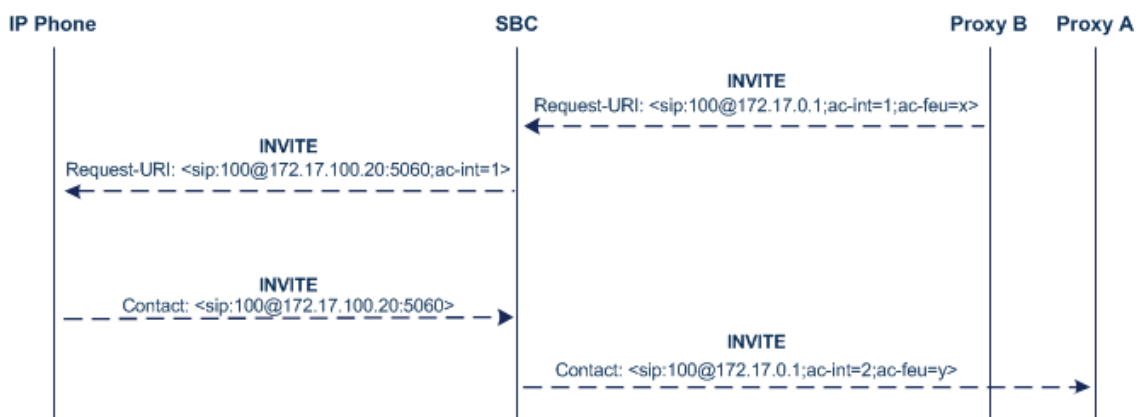 IP Phone SBC Proxy B Proxy A
INVITE
Request-URI: <sip:100@172.17.0.1;ac-int=1;ac-feu=x>
INVITE
Request-URI: <sip:100@172.17.100.20:5060;ac-int=1>
INVITE
Contact: <sip:100@172.17.100.20:5060>
INVITE
Contact: <sip:100@172.17.0.1;ac-int=2;ac-feu=y>